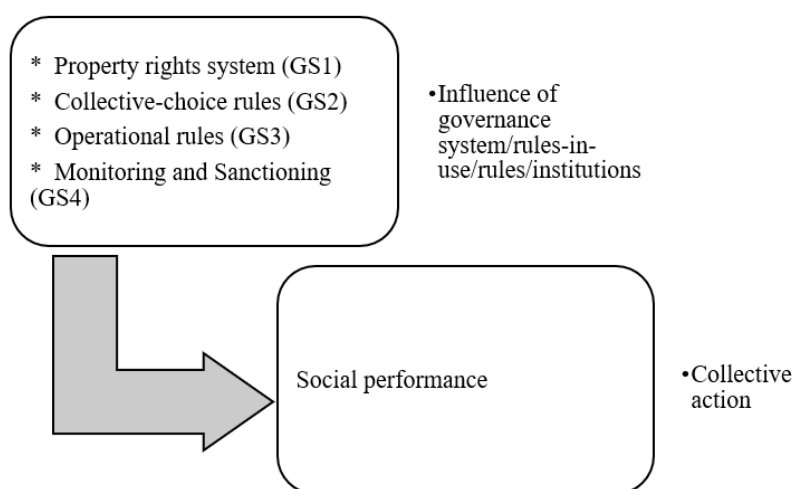 * Property rights system (GS1)
* Collective-choice rules (GS2)
* Operational rules (GS3)
* Monitoring and Sanctioning
(GS4)
•Influence of
governance
system/rules-in-
use/rules/institutions
Social performance
•Collective
action